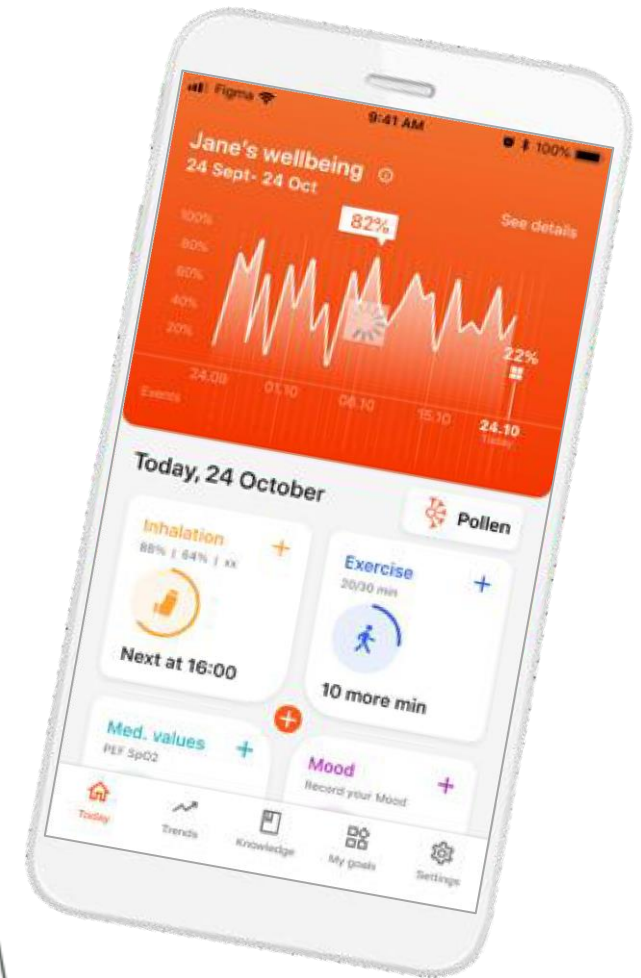 Figma
9:41 AM
100%
Jane's wellbeing
24 Sept- 24 Oct
See details
82%
100%
80%
60%
40%
20%
22%
24.09
01.10
08.10
15.10
24.10
Today
Events
Today, 24 October
Pollen
Inhalation
88% | 64% | xx
Next at 16:00
Exercise
20/30 min
10 more min
Med. values
PEF SpO2
Mood
Record your Mood
Today
Trends
Knowledge
My goals
Settings